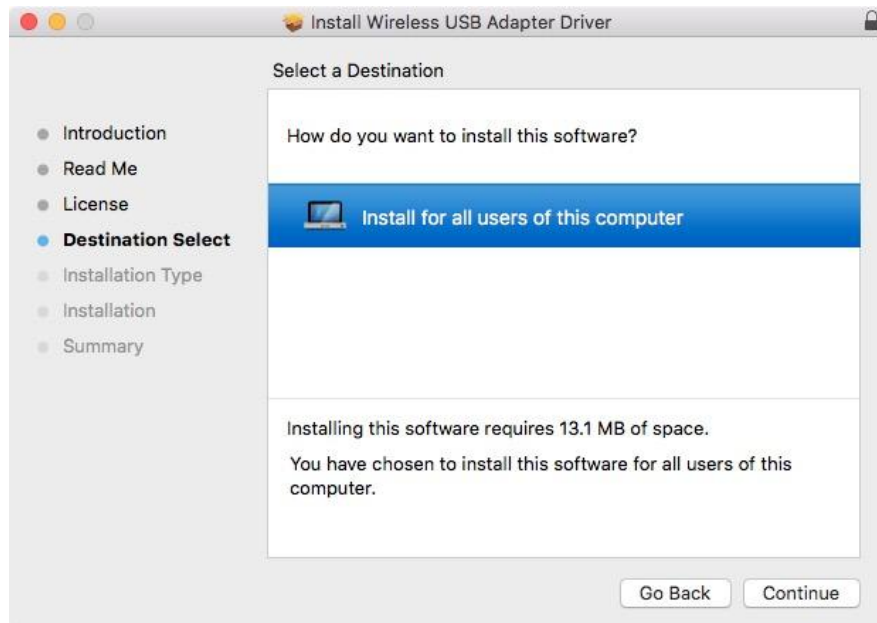 Install Wireless USB Adapter Driver
Select a Destination
Introduction
Read Me
License
Destination Select
Installation Type
Installation
Summary
How do you want to install this software?
Install for all users of this computer
Installing this software requires 13.1 MB of space.
You have chosen to install this software for all users of this
computer.
Go Back
Continue